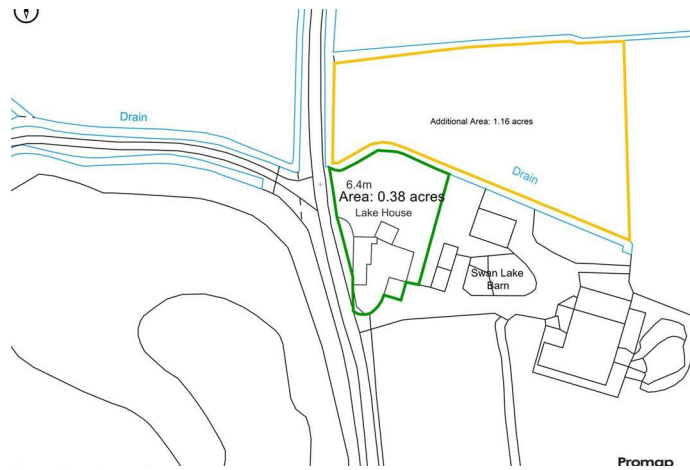 Drain
Additional Area: 1.16 acres
Drain
6.4m
Area: 0.38 acres
Lake House
Swan Lake
Barn
Promap